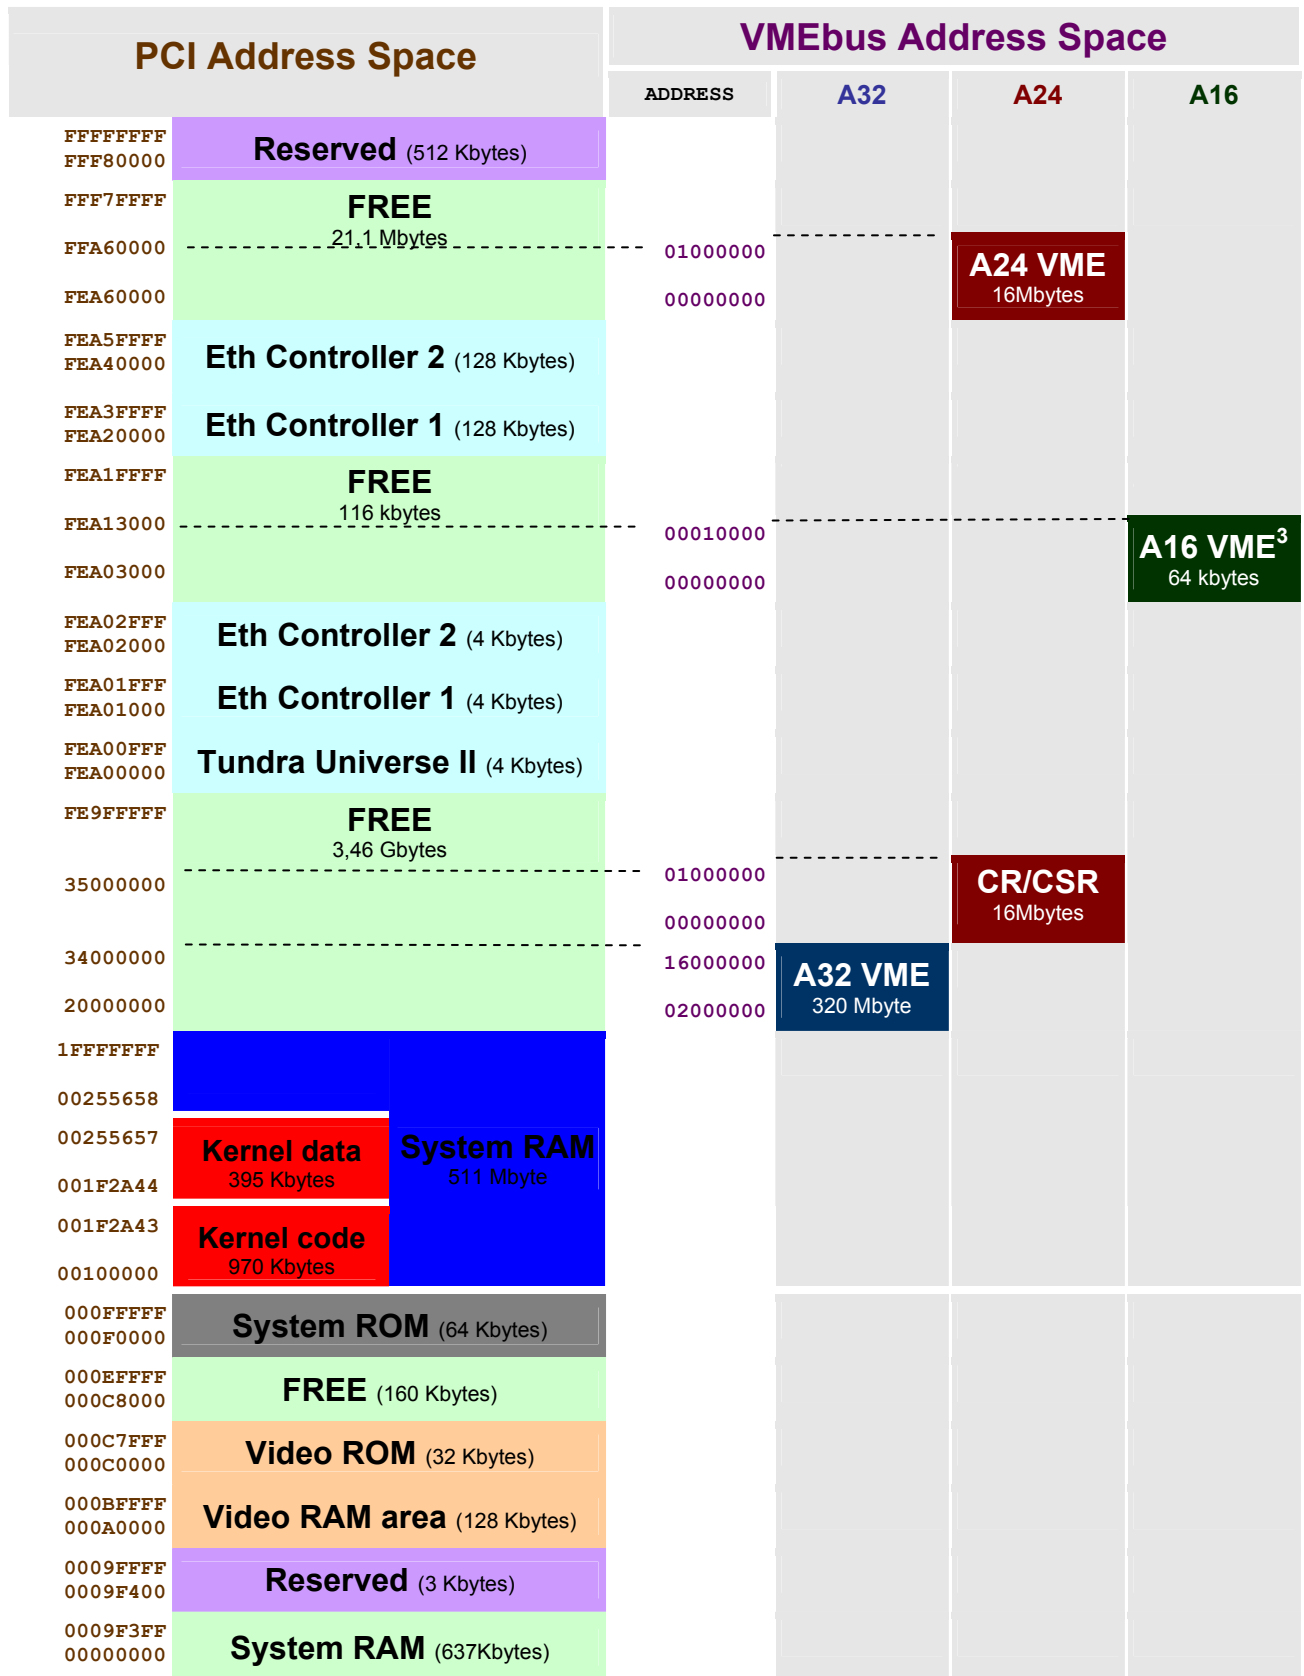 PCI Address Space
VMEbus Address Space
ADDRESS A32 A24 A16
FFFFFFFF
FFF80000
Reserved (512 Kbytes)
FFF7FFFF
FREE
21,1 Mbytes
FFA60000
01000000
A24 VME
16Mbytes
FEA60000
00000000
FEA5FFFF
FEA40000
Eth Controller 2 (128 Kbytes)
FEA3FFFF
FEA20000
Eth Controller 1 (128 Kbytes)
FEA1FFFF
FREE
116 kbytes
FEA13000
00010000
A16 VME3
64 kbytes
FEA03000
00000000
FEA02FFF
FEA02000
Eth Controller 2 (4 Kbytes)
FEA01FFF
FEA01000
Eth Controller 1 (4 Kbytes)
FEA00FFF
FEA00000
Tundra Universe II (4 Kbytes)
FE9FFFFF
FREE
3,46 Gbytes
35000000
01000000
CR/CSR
16Mbytes
00000000
34000000
16000000
A32 VME
320 Mbyte
20000000
02000000
1FFFFFFF
00255658
00255657
Kernel data
395 Kbytes
System RAM
511 Mbyte
001F2A44
001F2A43
Kernel code
970 Kbytes
00100000
000FFFFF
000F0000
System ROM (64 Kbytes)
000EFFFF
000C8000
FREE (160 Kbytes)
000C7FFF
000C0000
Video ROM (32 Kbytes)
000BFFFF
000A0000
Video RAM area (128 Kbytes)
0009FFFF
0009F400
Reserved (3 Kbytes)
0009F3FF
00000000
System RAM (637Kbytes)